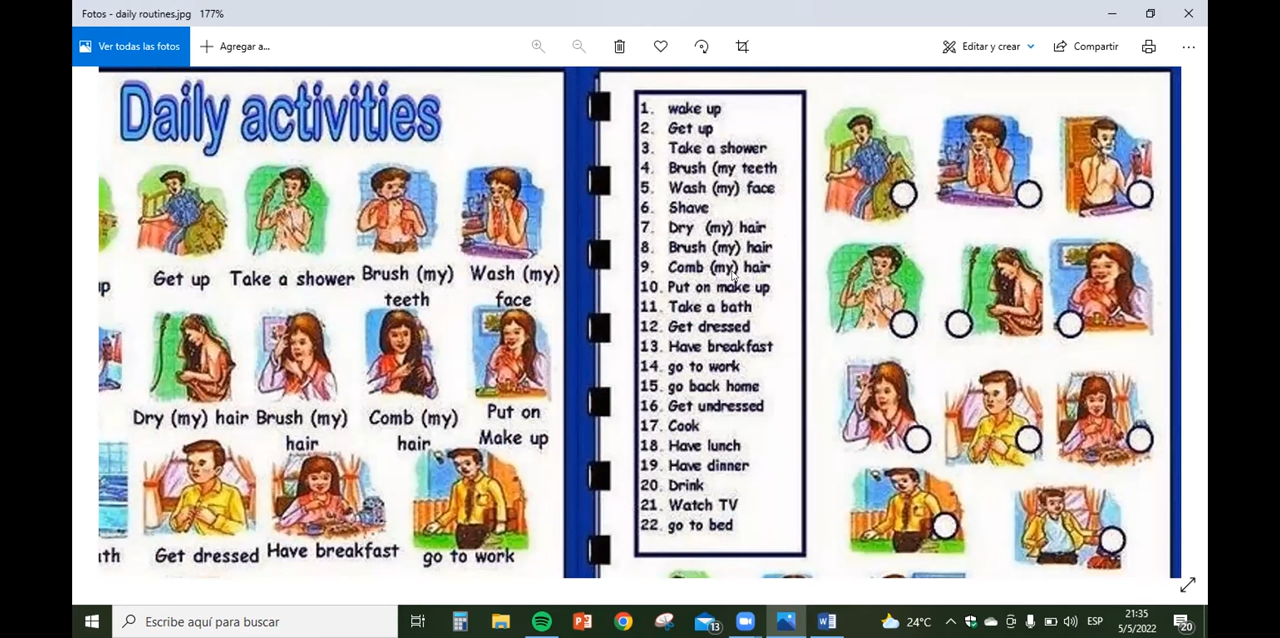 Fotos - daily routines.jpg 177%
Ver todas las fotos
Agregar a...
Editar y crear
Compartir
Daily activities
Get up
Take a shower
Brush (my)
teeth
Wash (my)
face
Dry (my) hair
Brush (my)
hair
Comb (my)
hair
Put on
Make up
Get dressed
Have breakfast
go to work
1. wake up
2. Get up
3. Take a shower
4. Brush (my teeth
5. Wash (my) face
6. Shave
7. Dry (my) hair
8. Brush (my) hair
9. Comb (my) hair
10. Put on make up
11. Take a bath
12. Get dressed
13. Have breakfast
14. go to work
15. go back home
16. Get undressed
17. Cook
18. Have lunch
19. Have dinner
20. Drink
21. Watch TV
22. go to bed
Escribe aquí para buscar
13
24°C
ESP
21:35
5/5/2022
20